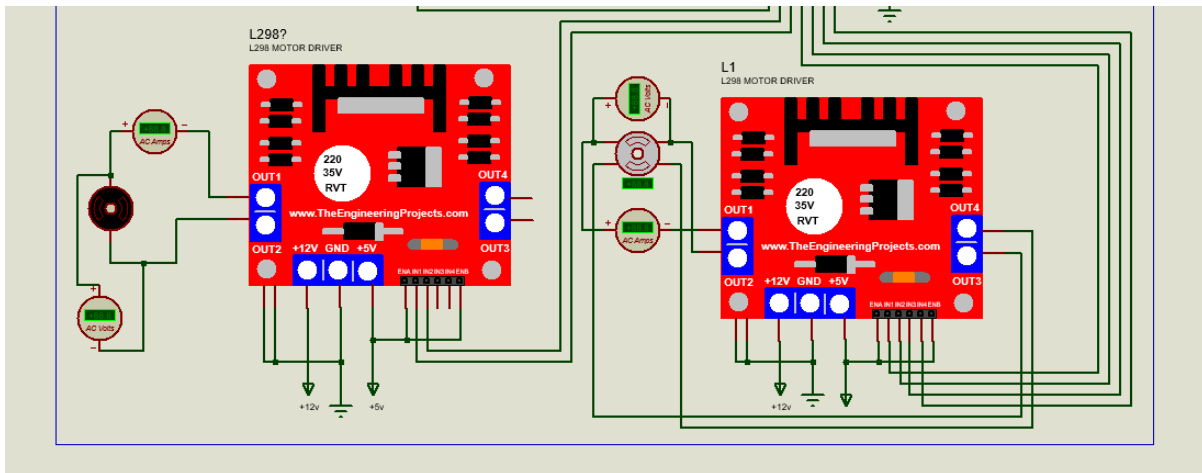 L298?
L298 MOTOR DRIVER
+
-
AC Amps
220
35V
RVT
OUT1
OUT4
www.TheEngineeringProjects.com
OUT2
+12V GND +5V
OUT3
ENA IN1 IN2 IN3 IN4 ENB
+
AC Volts
-
+12v
+5v
L1
L298 MOTOR DRIVER
AC Volts
+
AC Amps
+
-
220
35V
RVT
OUT1
OUT4
www.TheEngineeringProjects.com
OUT2
+12V GND +5V
OUT3
ENA IN1 IN2 IN3 IN4 ENB
+12v